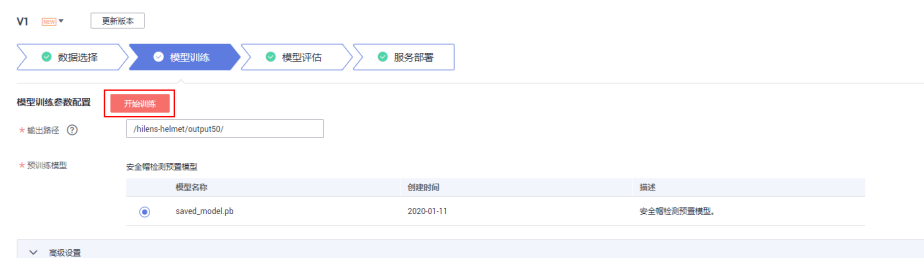 V1 NEW 更新版本
数据选择 模型训练 模型评估 服务部署
模型训练参数配置 开始训练
* 输出路径 ? /hilens-helmet/output50/
* 预训练模型 安全帽检测预置模型
模型名称 创建时间 描述
saved_model.pb 2020-01-11 安全帽检测预置模型。
高级设置